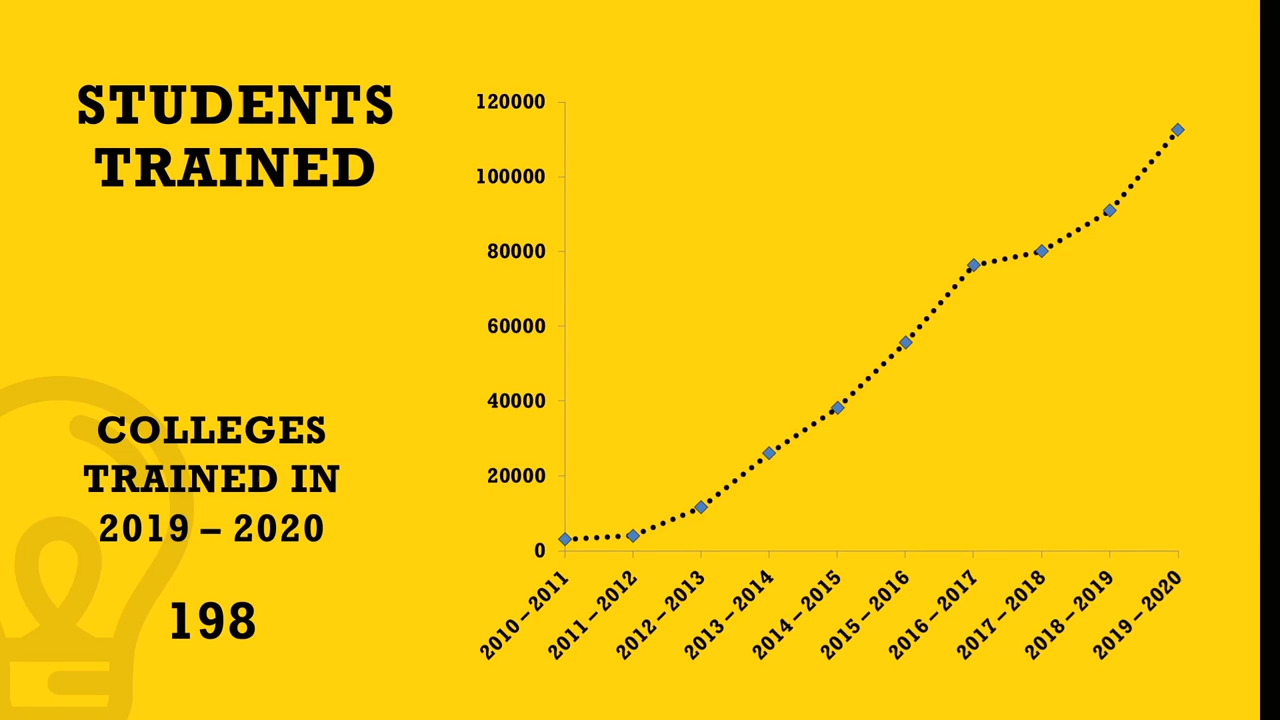 STUDENTS
TRAINED
COLLEGES
TRAINED IN
2019 – 2020
198
120000
100000
80000
60000
40000
20000
0
2010 – 2011
2011 – 2012
2012 – 2013
2013 – 2014
2014 – 2015
2015 – 2016
2016 – 2017
2017 – 2018
2018 – 2019
2019 – 2020